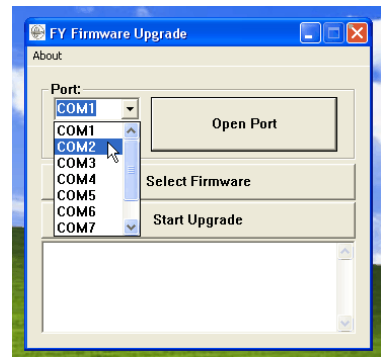 FY Firmware Upgrade
About
Port:
COM1
Open Port
COM1
COM2
COM3
COM4
COM5
COM6
COM7
Select Firmware
Start Upgrade